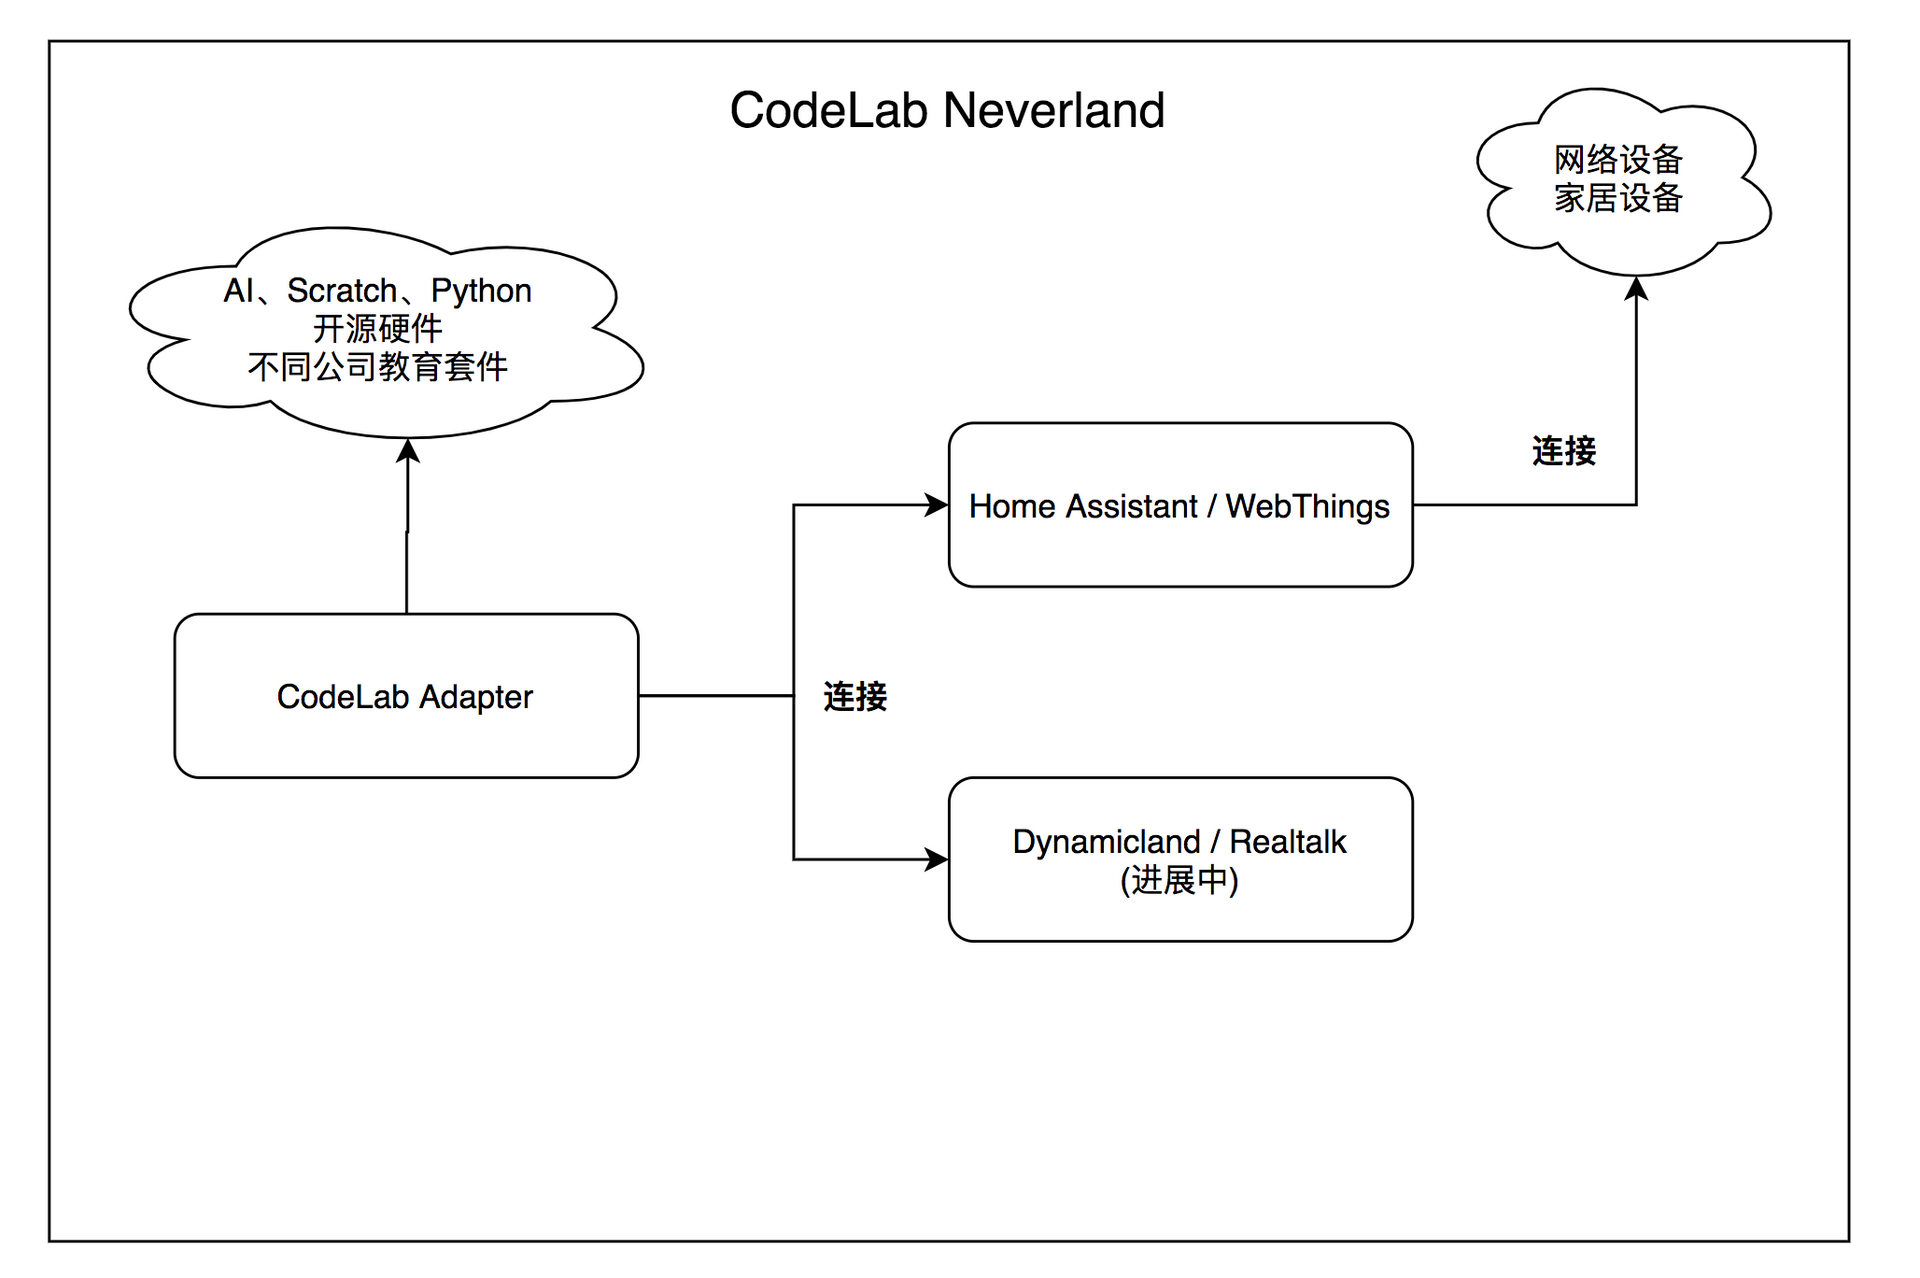 CodeLab Neverland
网络设备
家居设备
AI、Scratch、Python
开源硬件
不同公司教育套件
连接
Home Assistant / WebThings
CodeLab Adapter
连接
Dynamicland / Realtalk
(进展中)